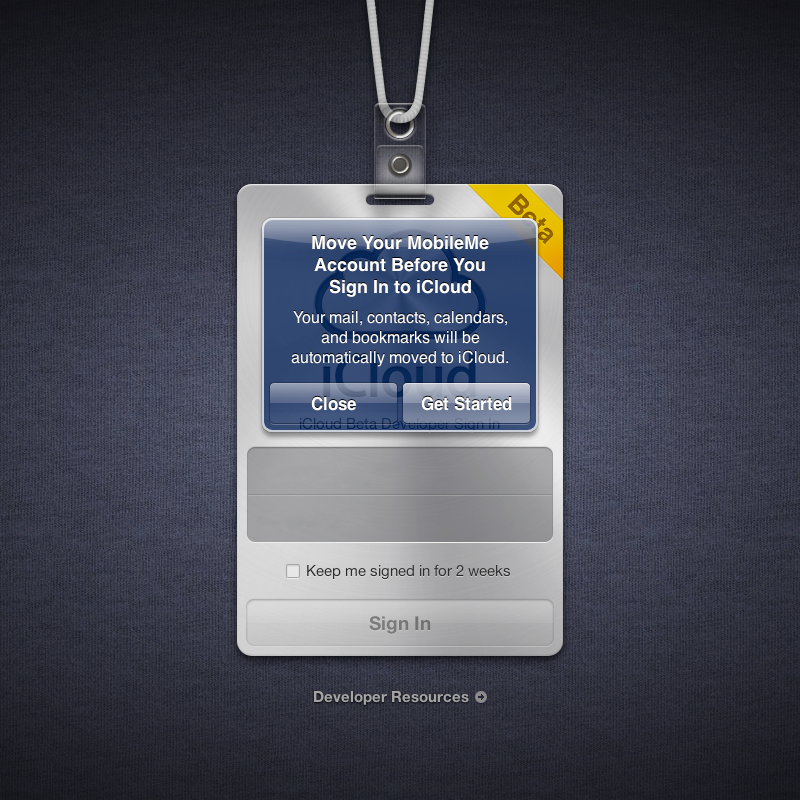 Beta
Move Your MobileMe
Account Before You
Sign In to iCloud
Your mail, contacts, calendars,
and bookmarks will be
automatically moved to iCloud.
iCloud
Close
Get Started
iCloud Beta Developer Sign In
Keep me signed in for 2 weeks
Sign In
Developer Resources